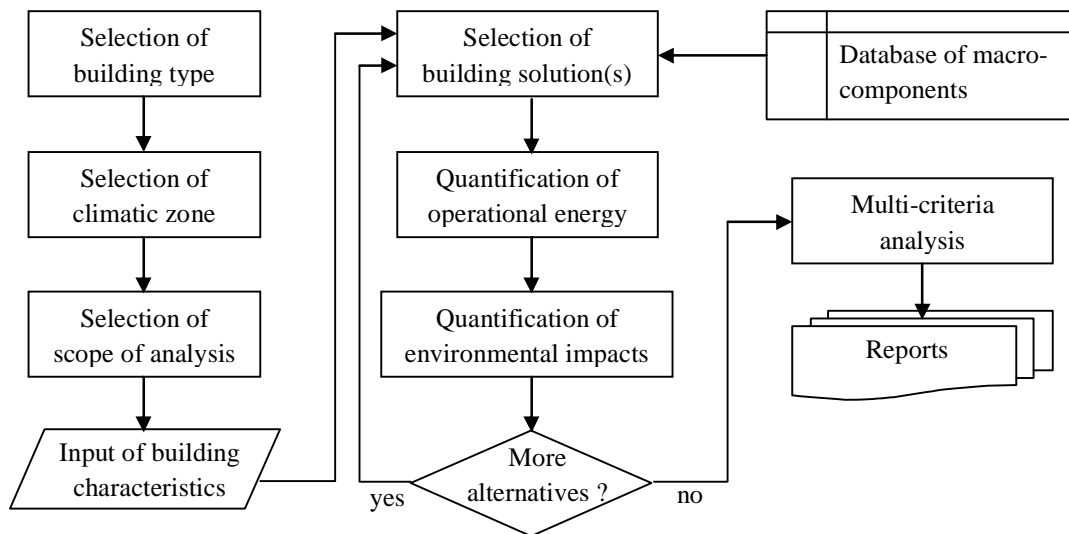 Selection of
building type
Selection of
climatic zone
Selection of
scope of analysis
Input of building
characteristics
Selection of
building solution(s)
Quantification of
operational energy
Quantification of
environmental impacts
More
alternatives ?
yes
no
Database of macro-
components
Multi-criteria
analysis
Reports